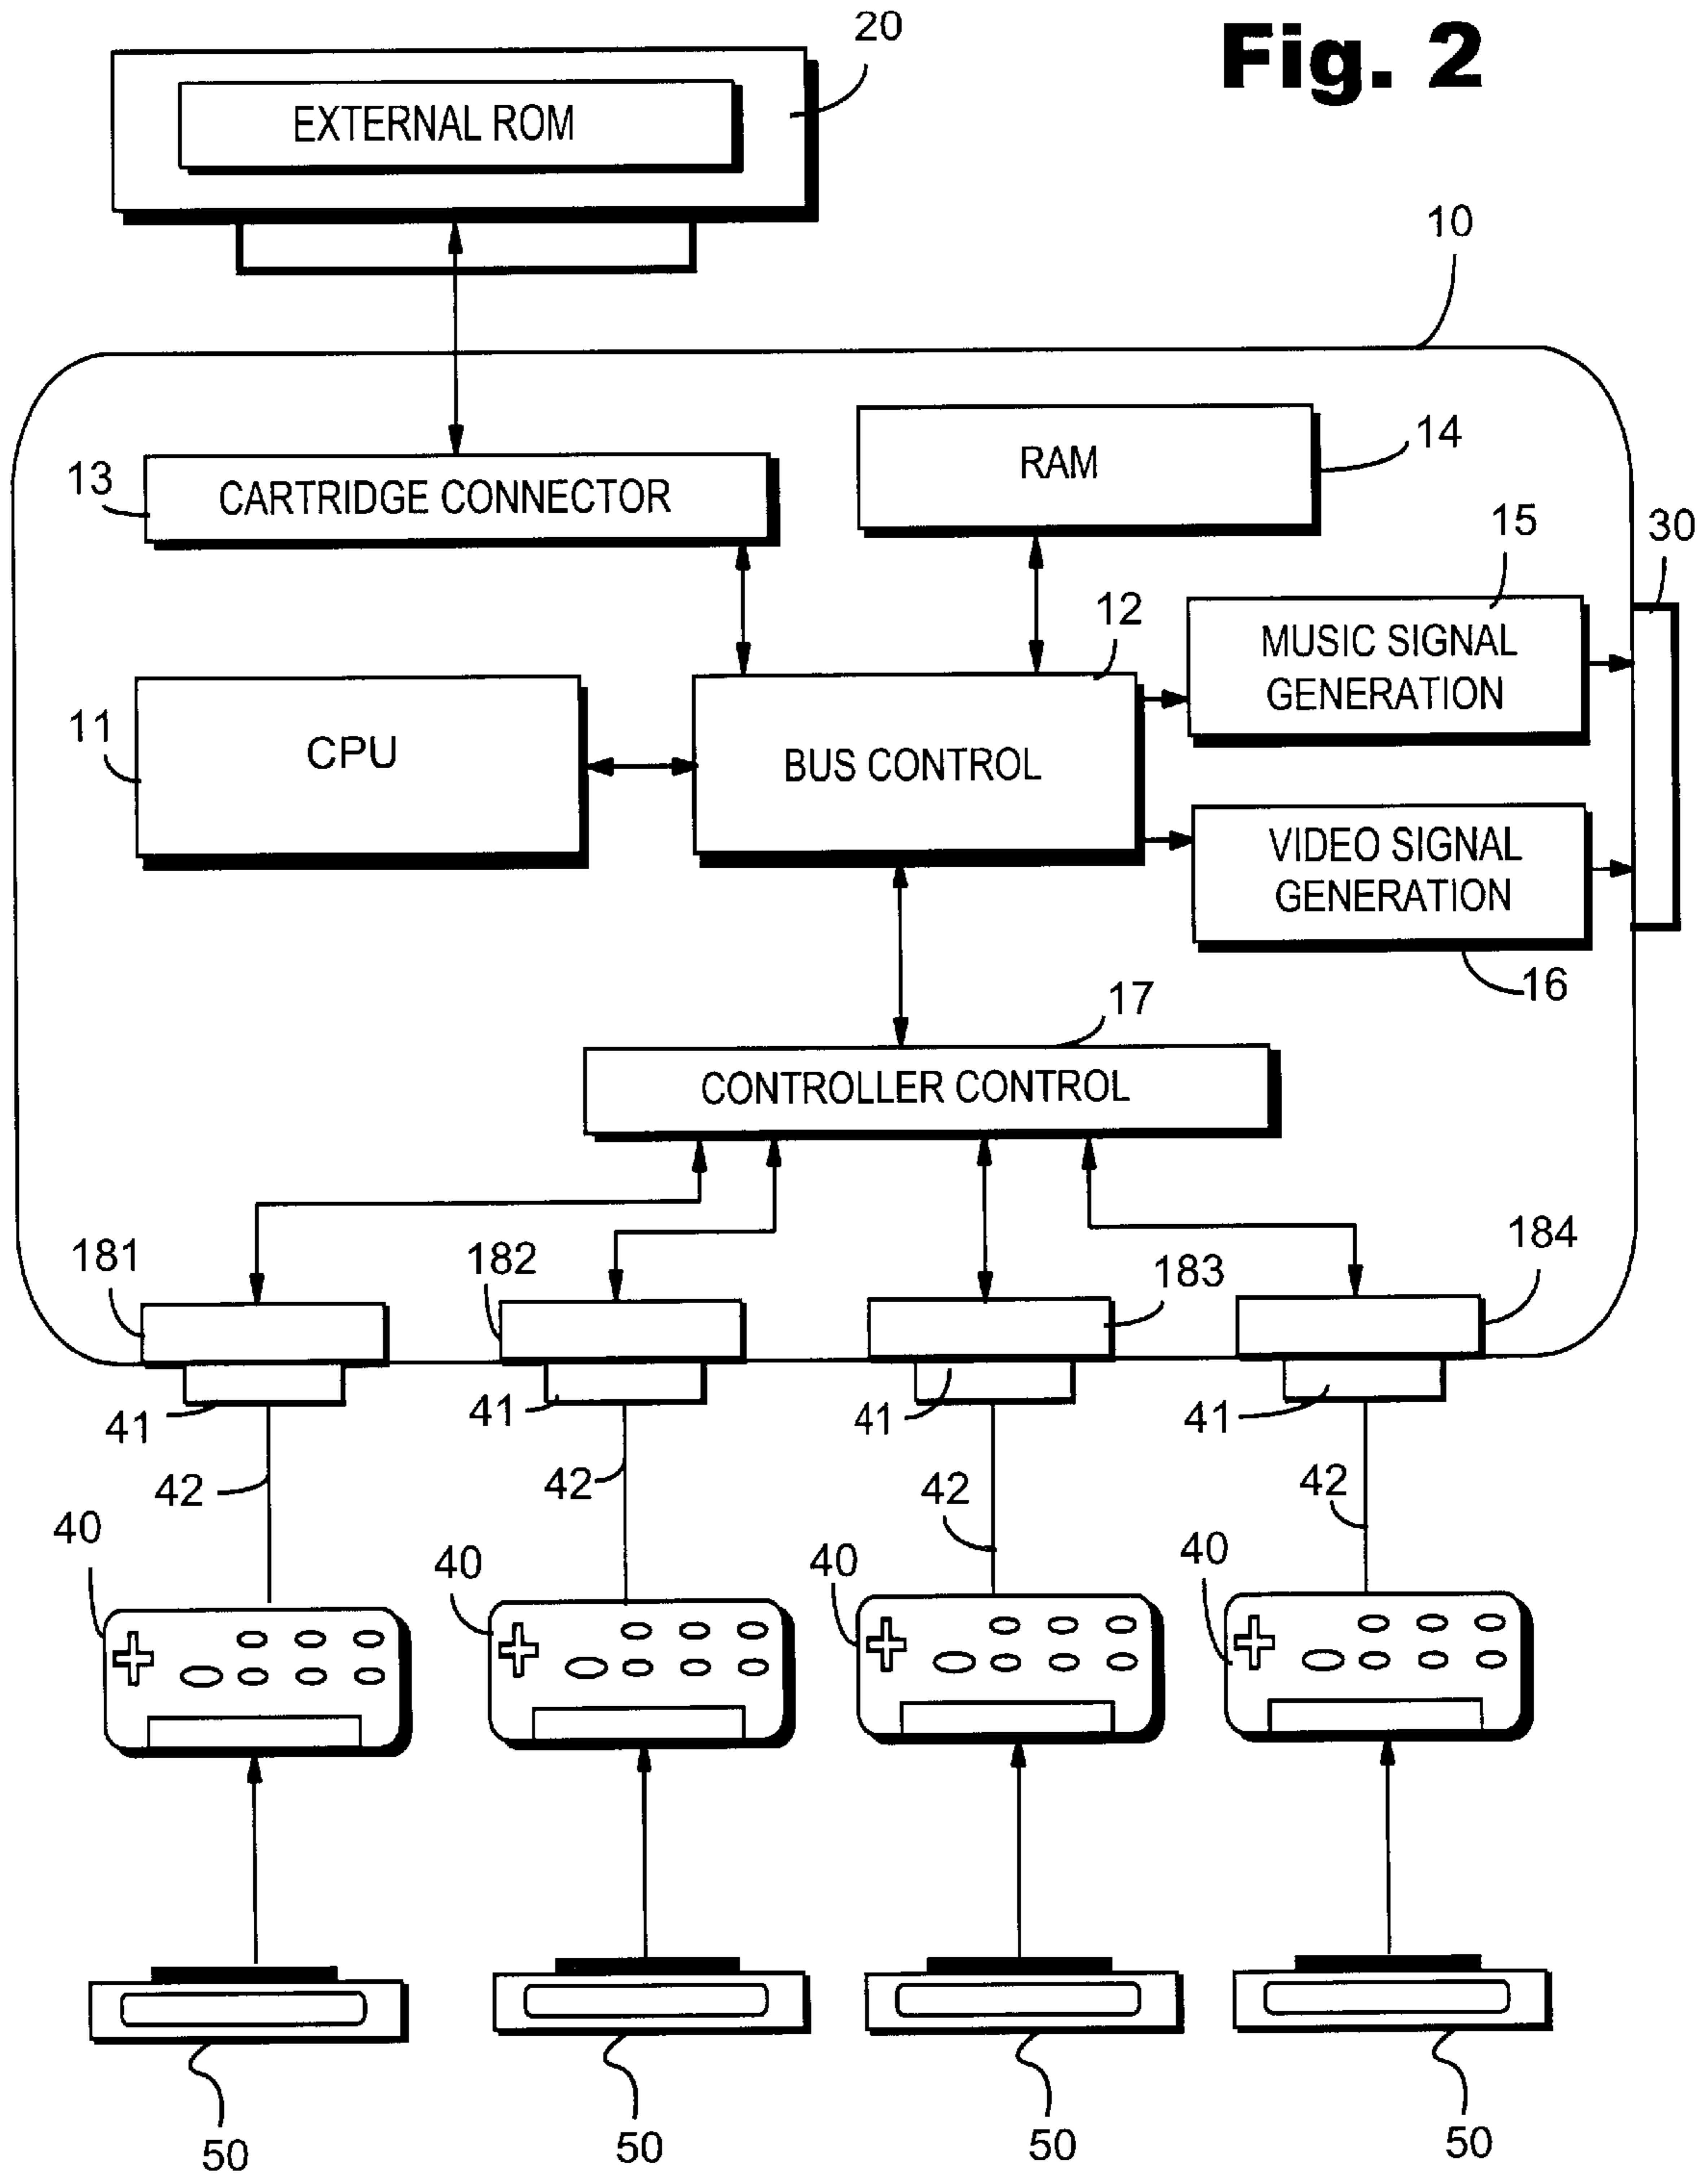 Fig. 2
20
EXTERNAL ROM
10
13
CARTRIDGE CONNECTOR
RAM
14
15
30
12
MUSIC SIGNAL
GENERATION
11
CPU
BUS CONTROL
VIDEO SIGNAL
GENERATION
16
17
CONTROLLER CONTROL
181
182
183
184
41
41
41
41
42
42
42
42
40
40
40
40
50
50
50
50